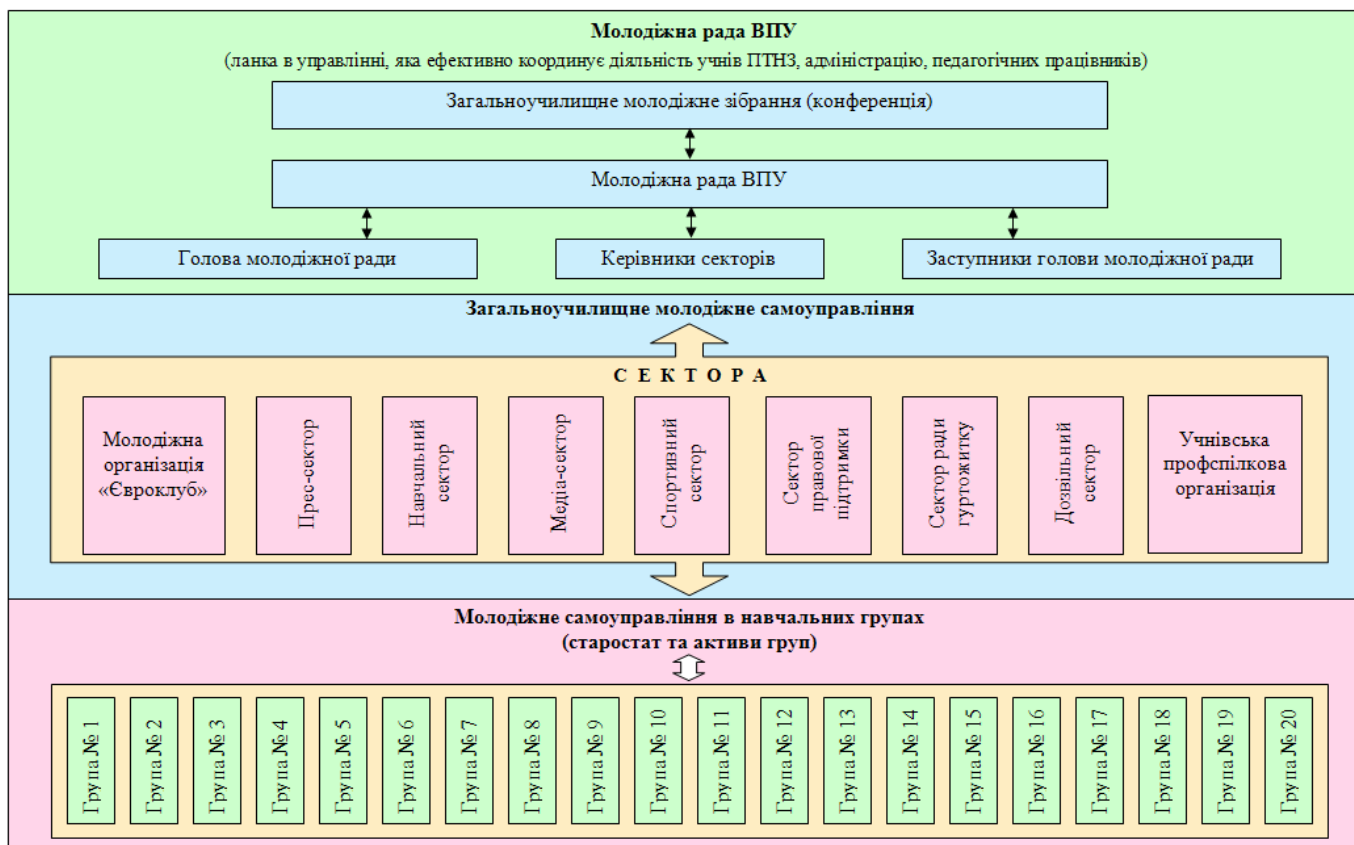 Молодіжна рада ВПУ
(ланка в управлінні, яка ефективно координує діяльність учнів ПТНЗ, адміністрацію, педагогічних працівників)
Загальноучилищне молодіжне зібрання (конференція)
Молодіжна рада ВПУ
Голова молодіжної ради
Керівники секторів
Заступники голови молодіжної ради
Загальноучилищне молодіжне самоуправління
С Е К Т О Р А
Молодіжна
організація
«Євроклуб»
Прес-сектор
Навчальний
сектор
Медіа-сектор
Спортивний
сектор
Сектор
правової
підтримки
Сектор ради
гуртожитку
Дозвільний
сектор
Учнівська
профспілкова
організація
Молодіжне самоуправління в навчальних групах
(старостат та активи груп)
Група № 1
Група № 2
Група № 3
Група № 4
Група № 5
Група № 6
Група № 7
Група № 8
Група № 9
Група № 10
Група № 11
Група № 12
Група № 13
Група № 14
Група № 15
Група № 16
Група № 17
Група № 18
Група № 19
Група № 20